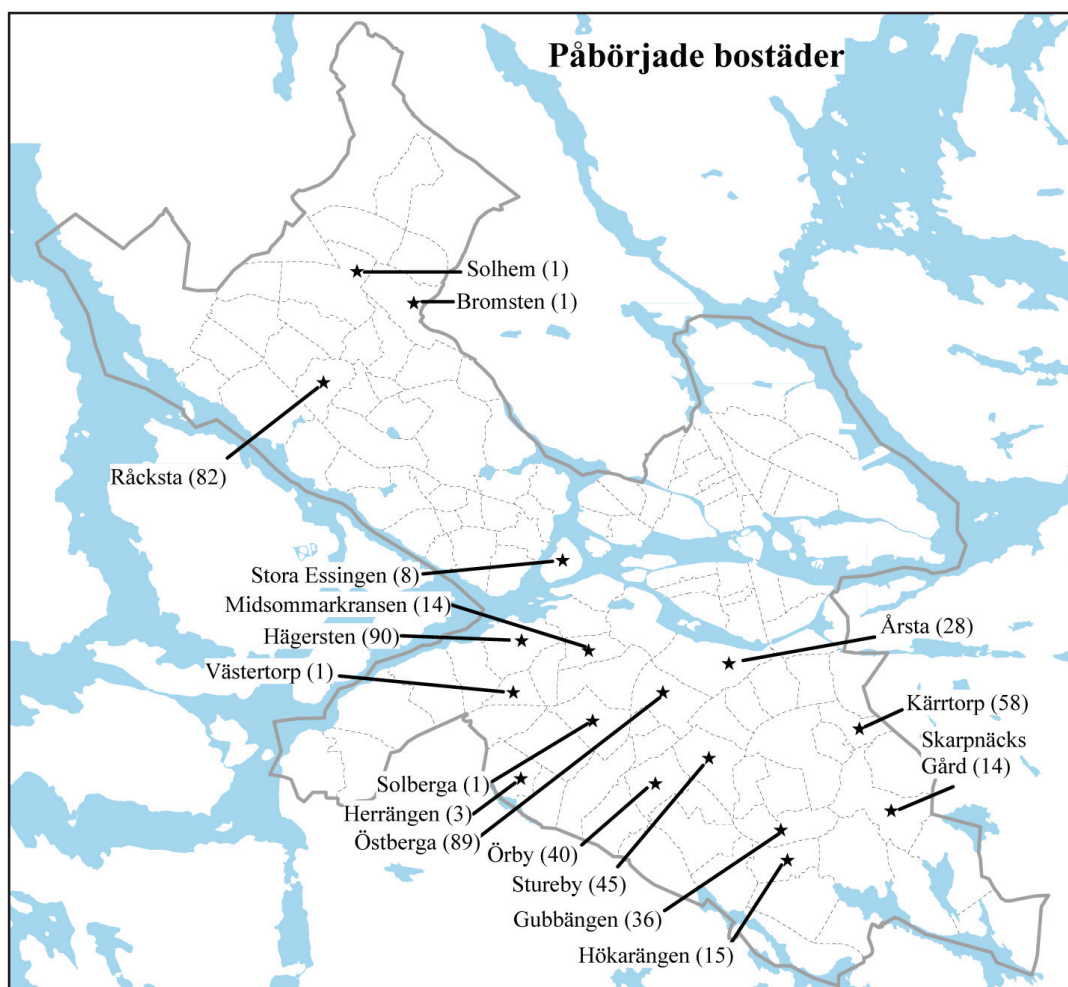 Påbörjade bostäder
Solhem (1)
Bromsten (1)
Råcksta (82)
Stora Essingen (8)
Midsommarkransen (14)
Hägersten (90)
Västertorp (1)
Årsta (28)
Kärrtorp (58)
Skarpnäcks
Gård (14)
Solberga (1)
Herrängen (3)
Östberga (89)
Örby (40)
Stureby (45)
Gubbängen (36)
Hökarängen (15)